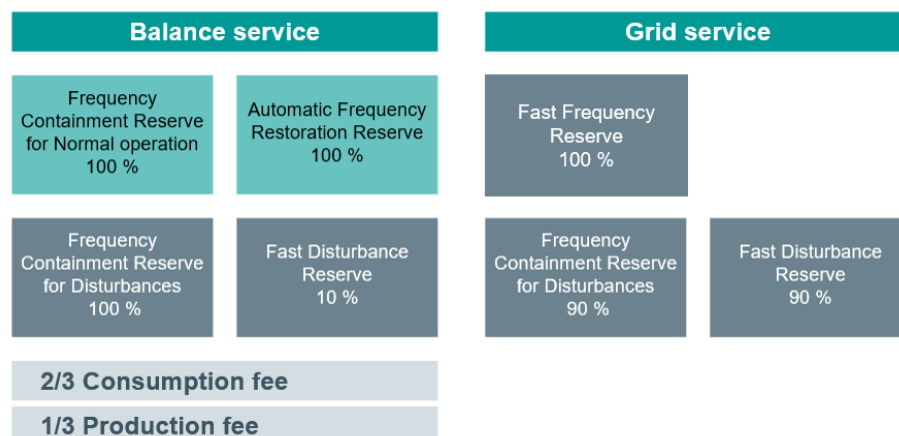 Balance service
Grid service
Frequency
Containment Reserve
for Normal operation
100 %
Automatic Frequency
Restoration Reserve
100 %
Fast Frequency
Reserve
100 %
Frequency
Containment Reserve
for Disturbances
100 %
Fast Disturbance
Reserve
10 %
Frequency
Containment Reserve
for Disturbances
90 %
Fast Disturbance
Reserve
90 %
2/3 Consumption fee
1/3 Production fee